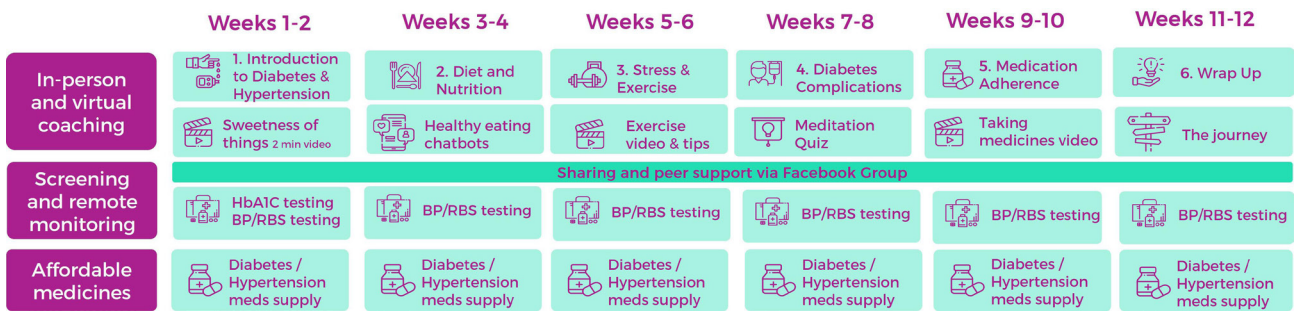 Weeks 1-2
Weeks 3-4
Weeks 5-6
Weeks 7-8
Weeks 9-10
Weeks 11-12
In-person
and virtual
coaching
1. Introduction
to Diabetes &
Hypertension
2. Diet and
Nutrition
3. Stress &
Exercise
4. Diabetes
Complications
5. Medication
Adherence
6. Wrap Up
Sweetness of
things 2 min video
Healthy eating
chatbots
Exercise
video & tips
Meditation
Quiz
Taking
medicines video
The journey
Screening
and remote
monitoring
Sharing and peer support via Facebook Group
HbA1C testing
BP/RBS testing
BP/RBS testing
BP/RBS testing
BP/RBS testing
BP/RBS testing
BP/RBS testing
Affordable
medicines
Diabetes /
Hypertension
meds supply
Diabetes /
Hypertension
meds supply
Diabetes /
Hypertension
meds supply
Diabetes /
Hypertension
meds supply
Diabetes /
Hypertension
meds supply
Diabetes /
Hypertension
meds supply